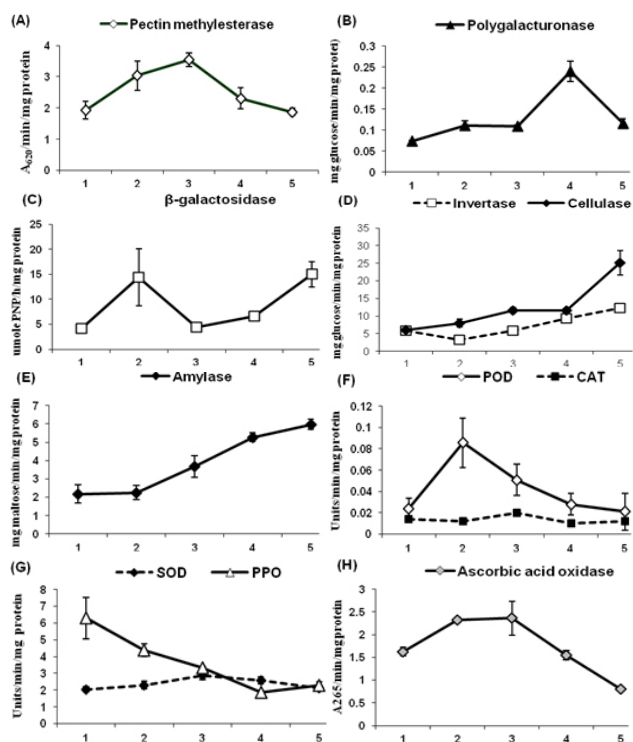 (A) Pectin methylesterase
A620/min/mg protein
4
3
2
1
0
1 2 3 4 5
(B) Polygalacturonase
mg glucose/min/mg protei)
0.3
0.25
0.2
0.15
0.1
0.05
0
1 2 3 4 5
(C) β-galactosidase
umole PNP/h/mg protein
25
20
15
10
5
0
1 2 3 4 5
(D) Invertase Cellulase
mg glucose/min/mg protein
35
30
25
20
15
10
5
0
1 2 3 4 5
(E) Amylase
mg maltose/min/mg protein
7
6
5
4
3
2
1
0
1 2 3 4 5
(F) POD CAT
Units/min/mg protein
0.12
0.1
0.08
0.06
0.04
0.02
0
1 2 3 4 5
(G) SOD PPO
Units/min/mg protein
8
7
6
5
4
3
2
1
0
1 2 3 4 5
(H) Ascorbic acid oxidase
A265/min/mg protein
3
2.5
2
1.5
1
0.5
0
1 2 3 4 5